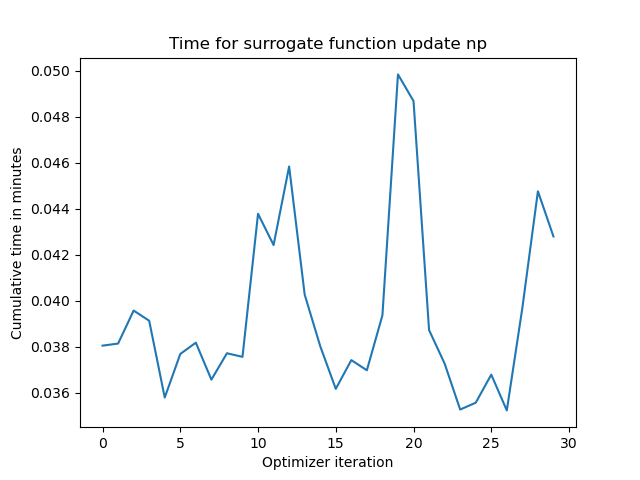 Time for surrogate function update np
Cumulative time in minutes
0.050
0.048
0.046
0.044
0.042
0.040
0.038
0.036
0 5 10 15 20 25 30
Optimizer iteration